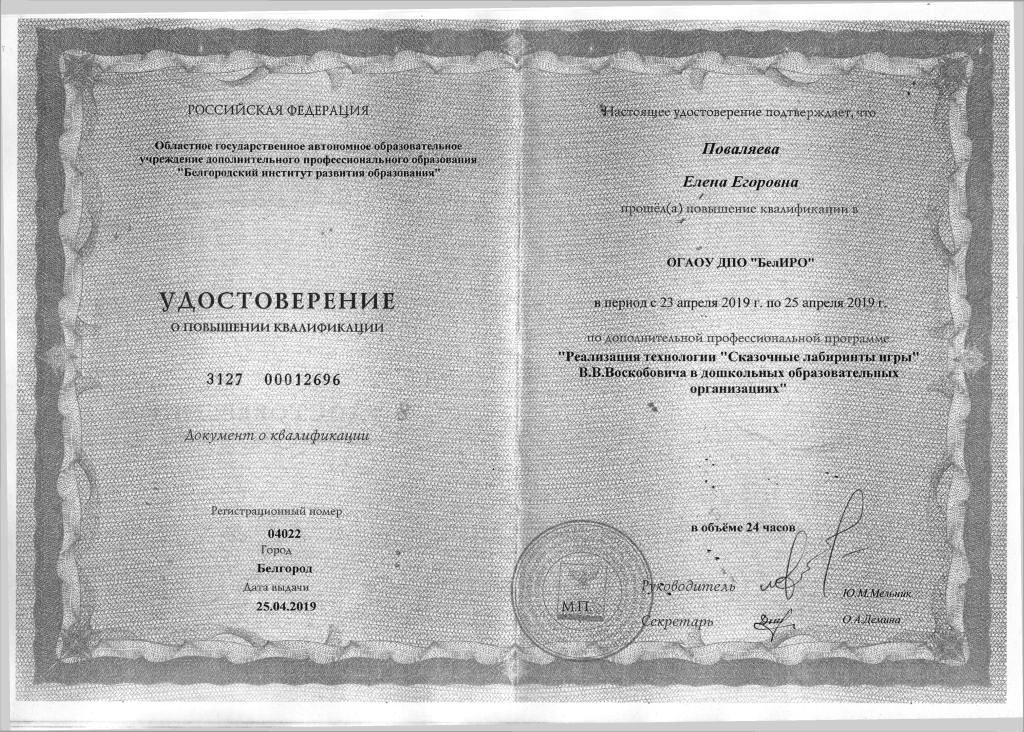 РОССИЙСКАЯ ФЕДЕРАЦИЯ
Областное государственное автономное образовательное
учреждение дополнительного профессионального образования
"Белгородский институт развития образования"
УДОСТОВЕРЕНИЕ
О ПОВЫШЕНИИ КВАЛИФИКАЦИИ
3127 00012696
Документ о квалификации
Регистрационный номер
04022
Город
Белгород
Дата выдачи
25.04.2019
Настоящее удостоверение подтверждает, что
Поваляева
Елена Егоровна
прошёл(а) повышение квалификации в
ОГАОУ ДПО "БелИРО"
в период с 23 апреля 2019 г. по 25 апреля 2019 г.
по дополнительной профессиональной программе
"Реализация технологии "Сказочные лабиринты игры"
В.В.Воскобовича в дошкольных образовательных
организациях"
в объёме 24 часов
Руководитель
Ю.М.Мельник
М.П.
Секретарь
О.А.Демина